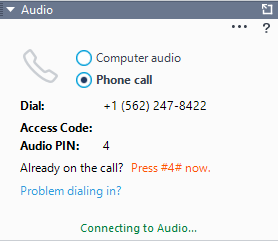 Audio
... ?
Computer audio
Phone call
Dial: +1 (562) 247-8422
Access Code:
Audio PIN: 4
Already on the call? Press #4# now.
Problem dialing in?
Connecting to Audio...